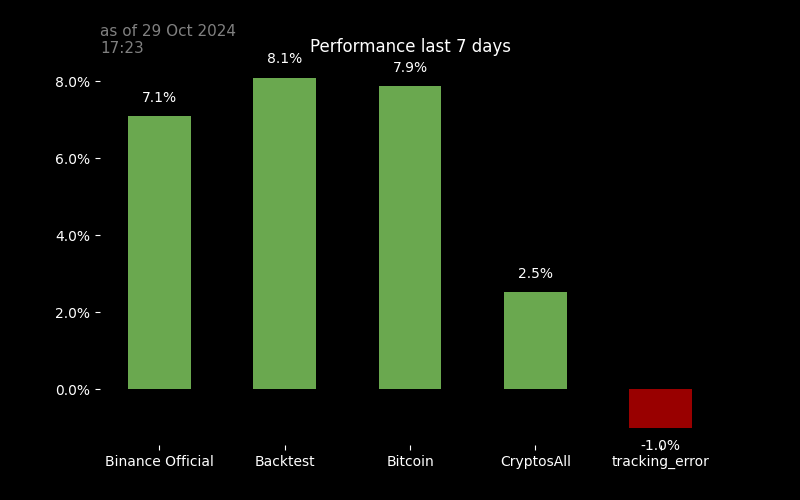 as of 29 Oct 2024
17:23
Performance last 7 days
8.0%
6.0%
4.0%
2.0%
0.0%
7.1%
8.1%
7.9%
2.5%
-1.0%
Binance Official
Backtest
Bitcoin
CryptosAll
tracking_error